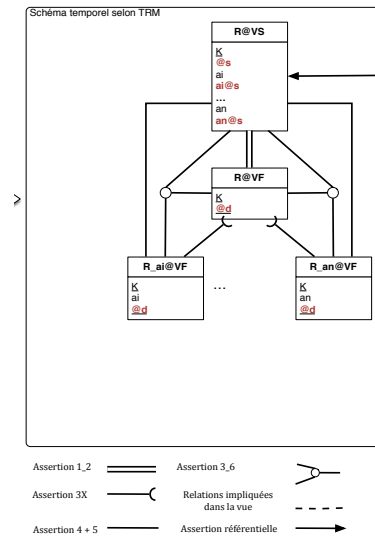 Schéma temporel selon TRM
R@VS
K
@s
ai
ai@s
...
an
an@s
R@VF
K
@d
R_ai@VF
K
ai
@d
...
R_an@VF
K
an
@d
Assertion 1_2
Assertion 3_6
Assertion 3X
Relations impliquées
dans la vue
Assertion 4 + 5
Assertion référentielle